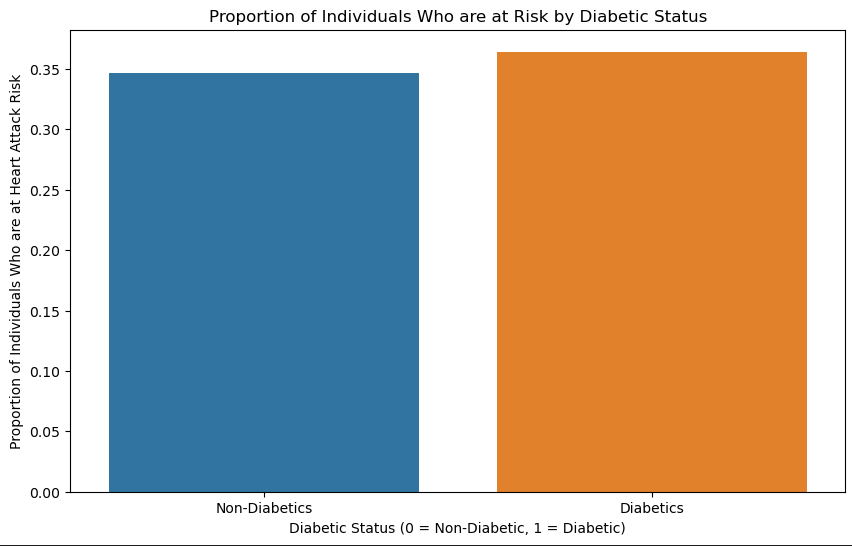 Proportion of Individuals Who are at Risk by Diabetic Status
Proportion of Individuals Who are at Heart Attack Risk
0.35
0.30
0.25
0.20
0.15
0.10
0.05
0.00
Non-Diabetics
Diabetics
Diabetic Status (0 = Non-Diabetic, 1 = Diabetic)